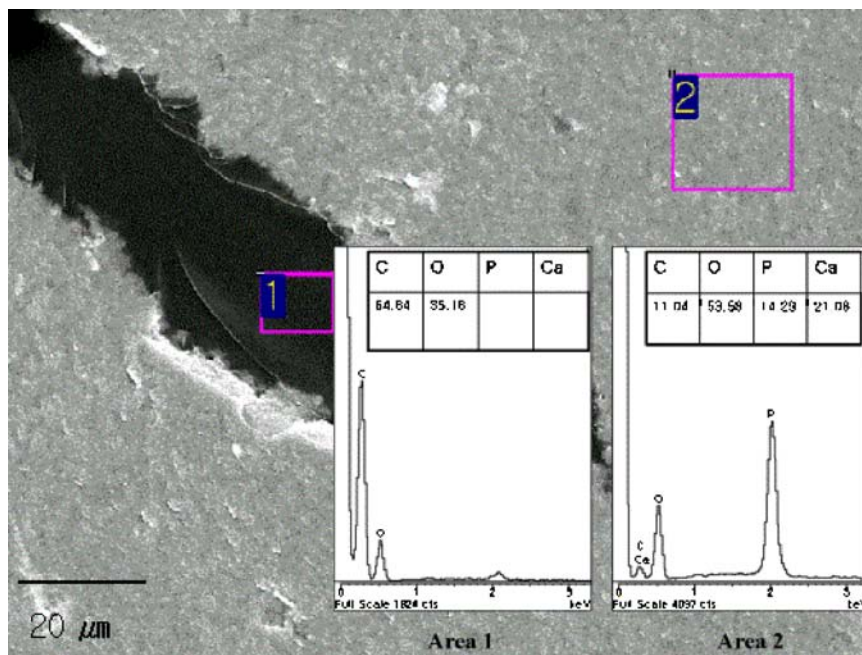 2
1
C O P Ca
64.84 35.16
C
O
0 1 2 3
Full Scale 1824 cts keV
Area 1
C O P Ca
11.04 53.58 14.29 21.08
P
O
C
Ca
0 1 2 3
Full Scale 4097 cts ke
Area 2
20 μm